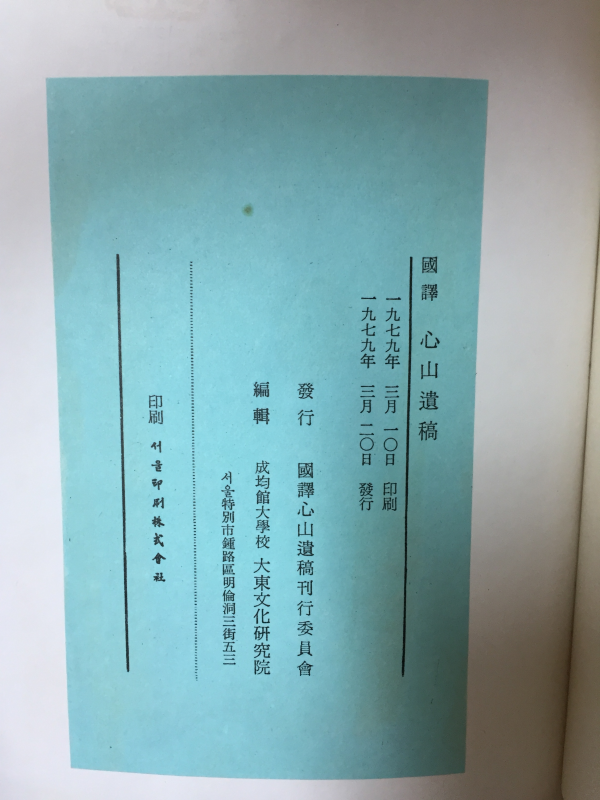 國譯 心山遺稿
一九七九年 三月 一〇日 印刷
一九七九年 三月 二〇日 發行
發行 國譯心山遺稿刊行委員會
編輯 成均館大學校 大東文化硏究院
서울特別市鍾路區明倫洞三街五三
印刷 서울印刷株式會社